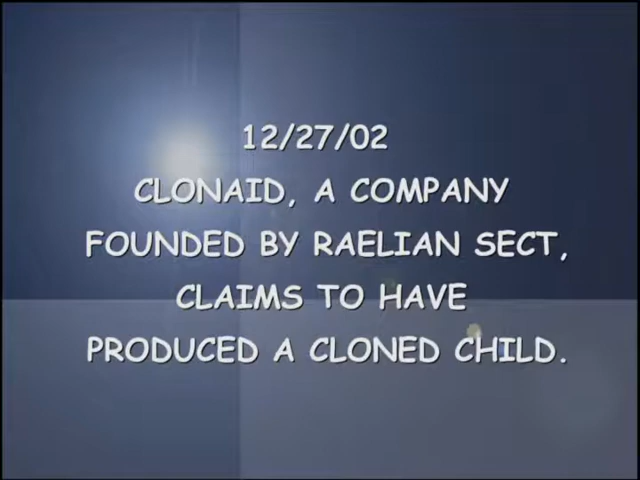 12/27/02
CLONAID, A COMPANY
FOUNDED BY RAELIAN SECT,
CLAIMS TO HAVE
PRODUCED A CLONED CHILD.